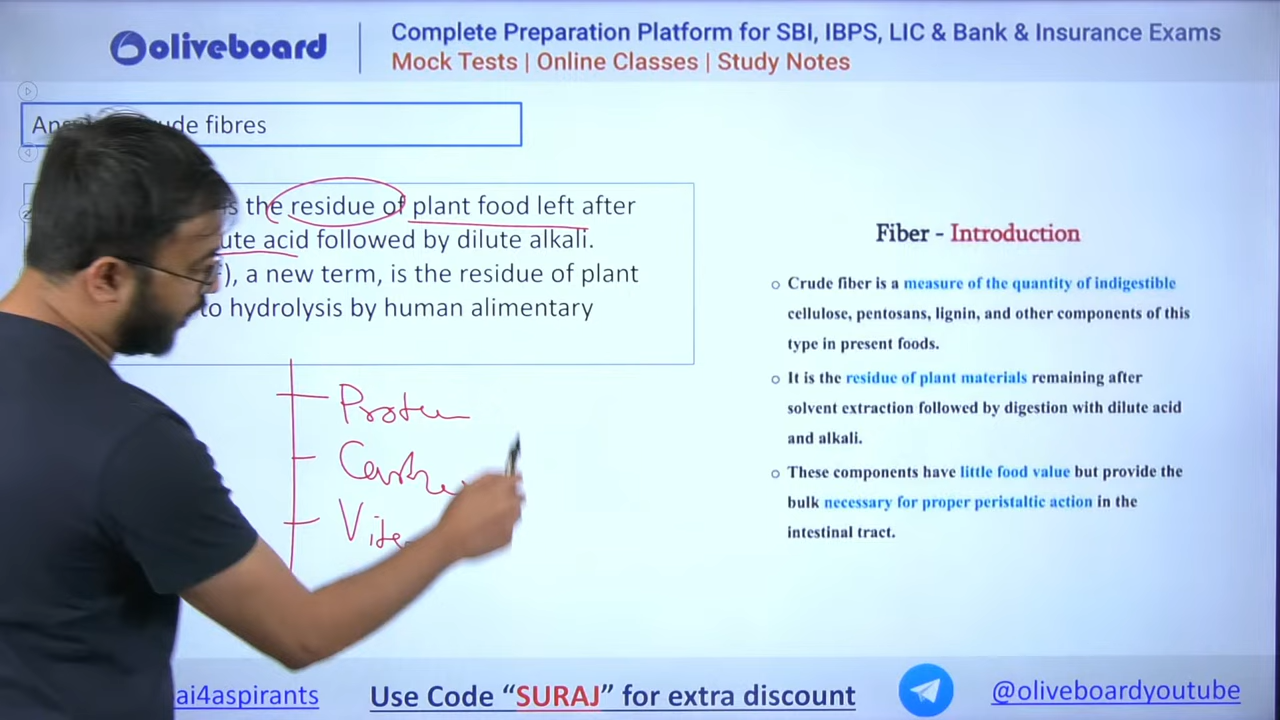 oliveboard
Complete Preparation Platform for SBI, IBPS, LIC & Bank & Insurance Exams
Mock Tests | Online Classes | Study Notes
fibres
is the residue of plant food left after
acid followed by dilute alkali.
a new term, is the residue of plant
to hydrolysis by human alimentary
Fiber - Introduction
Crude fiber is a measure of the quantity of indigestible
cellulose, pentosans, lignin, and other components of this
type in present foods.
It is the residue of plant materials remaining after
solvent extraction followed by digestion with dilute acid
and alkali.
These components have little food value but provide the
bulk necessary for proper peristaltic action in the
intestinal tract.
ai4aspirants
Use Code “SURAJ” for extra discount
@oliveboardyoutube